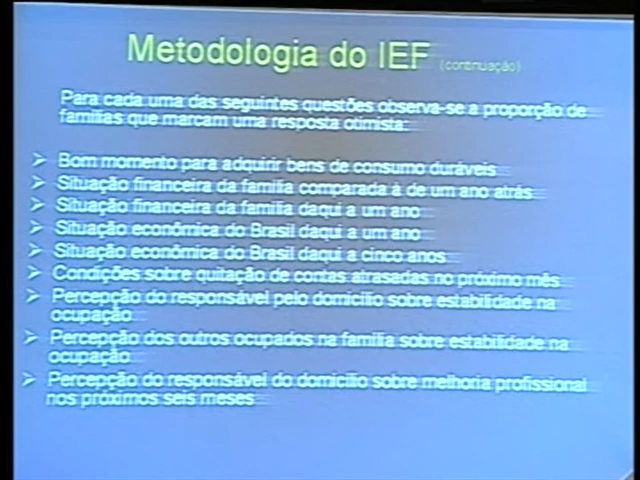 Metodologia do IEF (continuação)
Para cada uma das seguintes questões observa-se a proporção de
famílias que marcam uma resposta otimista:
➢ Bom momento para adquirir bens de consumo duráveis
➢ Situação financeira da família comparada à de um ano atrás
➢ Situação financeira da família daqui a um ano
➢ Situação econômica do Brasil daqui a um ano
➢ Situação econômica do Brasil daqui a cinco anos
➢ Condições sobre quitação de contas atrasadas no próximo mês
➢ Percepção do responsável pelo domicílio sobre estabilidade na
ocupação
➢ Percepção dos outros ocupados na família sobre estabilidade na
ocupação
➢ Percepção do responsável do domicílio sobre melhoria profissional
nos próximos seis meses